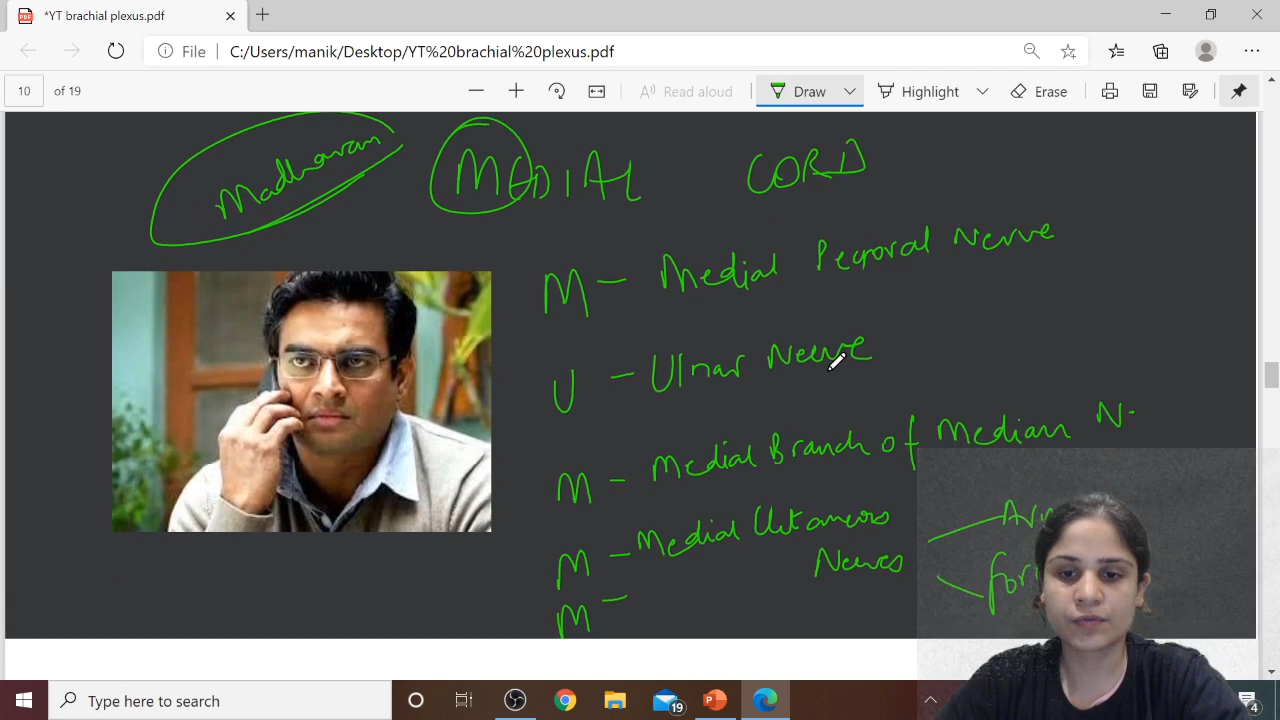 *YT brachial plexus.pdf
File C:/Users/manik/Desktop/YT%20brachial%20plexus.pdf
10 of 19 Read aloud Draw Highlight Erase
Madhavan MEDIAL CORD
M - Medial Pectoral Nerve
U - Ulnar Nerve
M - Medial Branch of Median N.
M - Medial Cutaneous
Nerves
M -
Type here to search
19
4